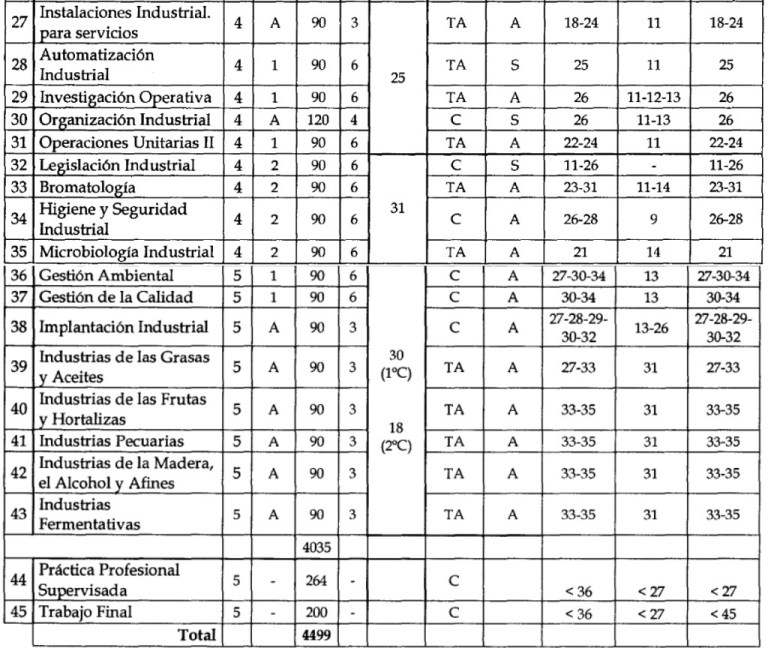 27 Instalaciones Industrial. para servicios 4 A 90 3 TA A 18-24 11 18-24
28 Automatización Industrial 4 1 90 6 25 TA S 25 11 25
29 Investigación Operativa 4 1 90 6 TA A 26 11-12-13 26
30 Organización Industrial 4 A 120 4 C S 26 11-13 26
31 Operaciones Unitarias II 4 1 90 6 TA A 22-24 11 22-24
32 Legislación Industrial 4 2 90 6 C S 11-26 - 11-26
33 Bromatología 4 2 90 6 TA A 23-31 11-14 23-31
34 Higiene y Seguridad Industrial 4 2 90 6 31 C A 26-28 9 26-28
35 Microbiología Industrial 4 2 90 6 TA A 21 14 21
36 Gestión Ambiental 5 1 90 6 C A 27-30-34 13 27-30-34
37 Gestión de la Calidad 5 1 90 6 C A 30-34 13 30-34
38 Implantación Industrial 5 A 90 3 C A 27-28-29-30-32 13-26 27-28-29-30-32
39 Industrias de las Grasas y Aceites 5 A 90 3 30 (1ºC) TA A 27-33 31 27-33
40 Industrias de las Frutas y Hortalizas 5 A 90 3 18 (2ºC) TA A 33-35 31 33-35
41 Industrias Pecuarias 5 A 90 3 TA A 33-35 31 33-35
42 Industrias de la Madera, el Alcohol y Afines 5 A 90 3 TA A 33-35 31 33-35
43 Industrias Fermentativas 5 A 90 3 TA A 33-35 31 33-35
4035
44 Práctica Profesional Supervisada 5 - 264 - C < 36 < 27 < 27
45 Trabajo Final 5 - 200 - C < 36 < 27 < 45
Total 4499